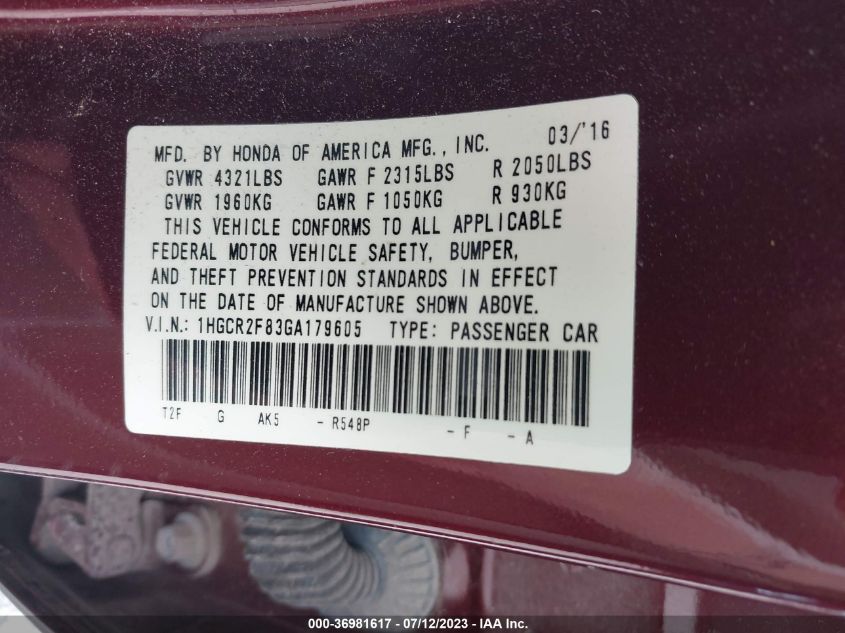 MFD. BY HONDA OF AMERICA MFG., INC. 03/'16
GVWR 4321LBS GAWR F 2315LBS R 2050LBS
GVWR 1960KG GAWR F 1050KG R 930KG
THIS VEHICLE CONFORMS TO ALL APPLICABLE
FEDERAL MOTOR VEHICLE SAFETY, BUMPER,
AND THEFT PREVENTION STANDARDS IN EFFECT
ON THE DATE OF MANUFACTURE SHOWN ABOVE.
V.I.N.: 1HGCR2F83GA179605 TYPE: PASSENGER CAR
T2F G AK5 - R548P - F - A
000-36981617 - 07/12/2023 - IAA Inc.